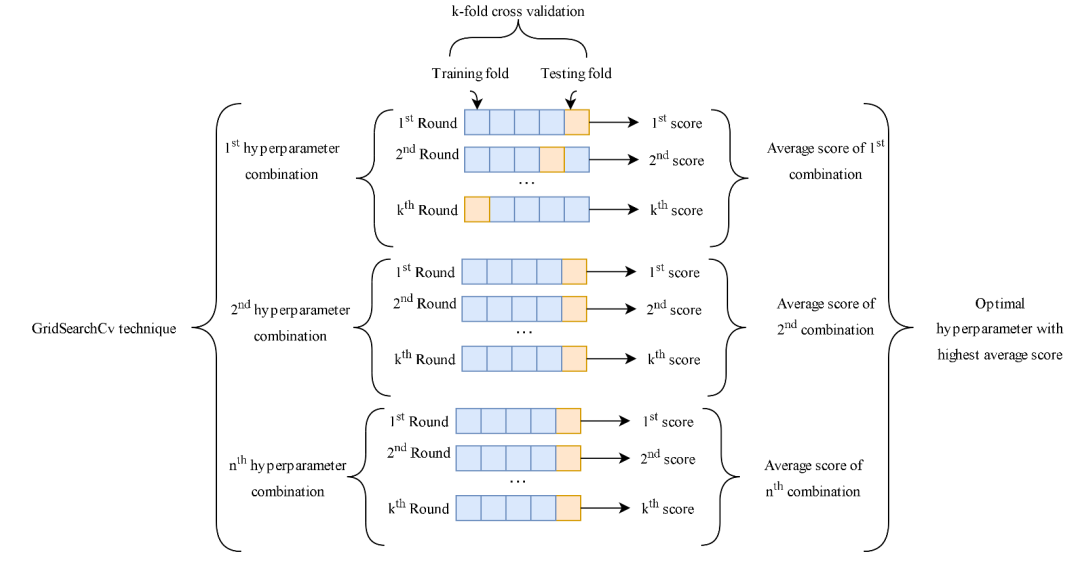 k-fold cross validation
Training fold
Testing fold
GridSearchCv technique
1st hyperparameter
combination
1st Round
1st score
2nd Round
2nd score
...
kth Round
kth score
Average score of 1st
combination
2nd hyperparameter
combination
1st Round
1st score
2nd Round
2nd score
...
kth Round
kth score
Average score of
2nd combination
nth hyperparameter
combination
1st Round
1st score
2nd Round
2nd score
...
kth Round
kth score
Average score of
nth combination
Optimal
hyperparameter with
highest average score